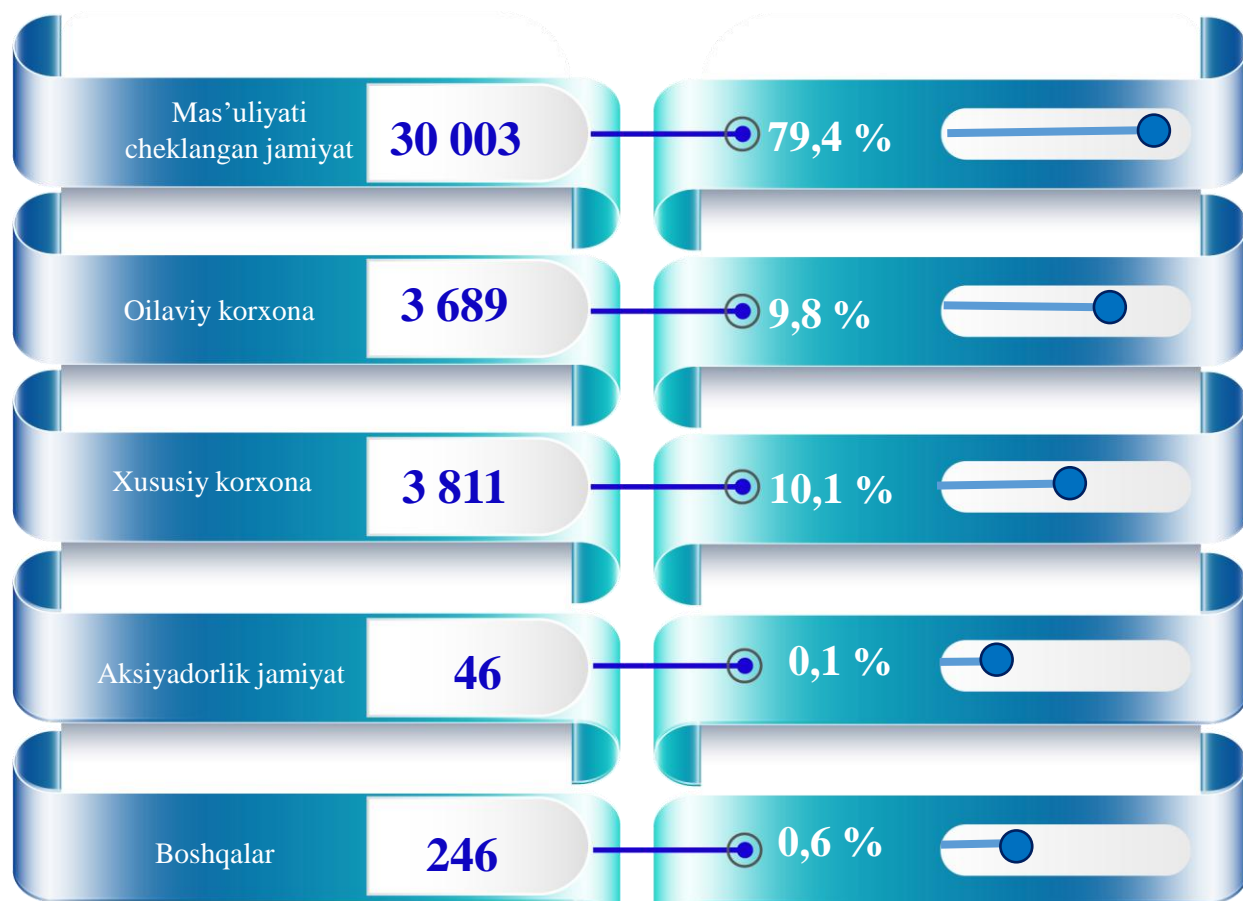 Mas’uliyati
cheklangan jamiyat
30 003
79,4 %
Oilaviy korxona
3 689
9,8 %
Xususiy korxona
3 811
10,1 %
Aksiyadorlik jamiyat
46
0,1 %
Boshqalar
246
0,6 %